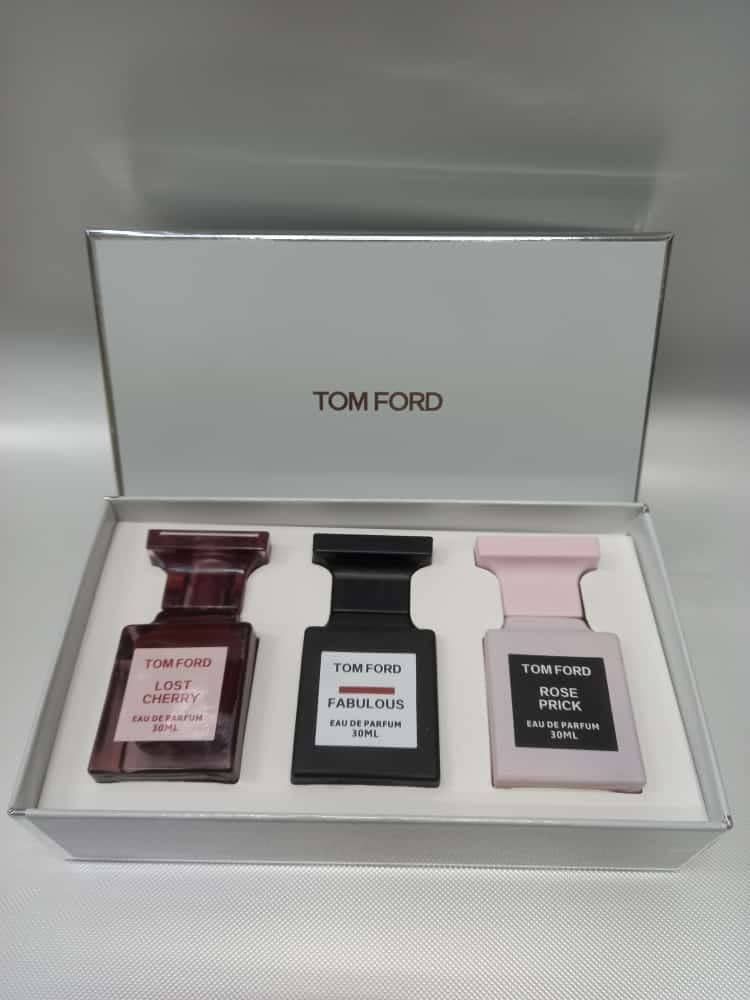 TOM FORD
TOM FORD
LOST
CHERRY
EAU DE PARFUM
30ML
TOM FORD
FABULOUS
EAU DE PARFUM
30ML
TOM FORD
ROSE
PRICK
EAU DE PARFUM
30ML